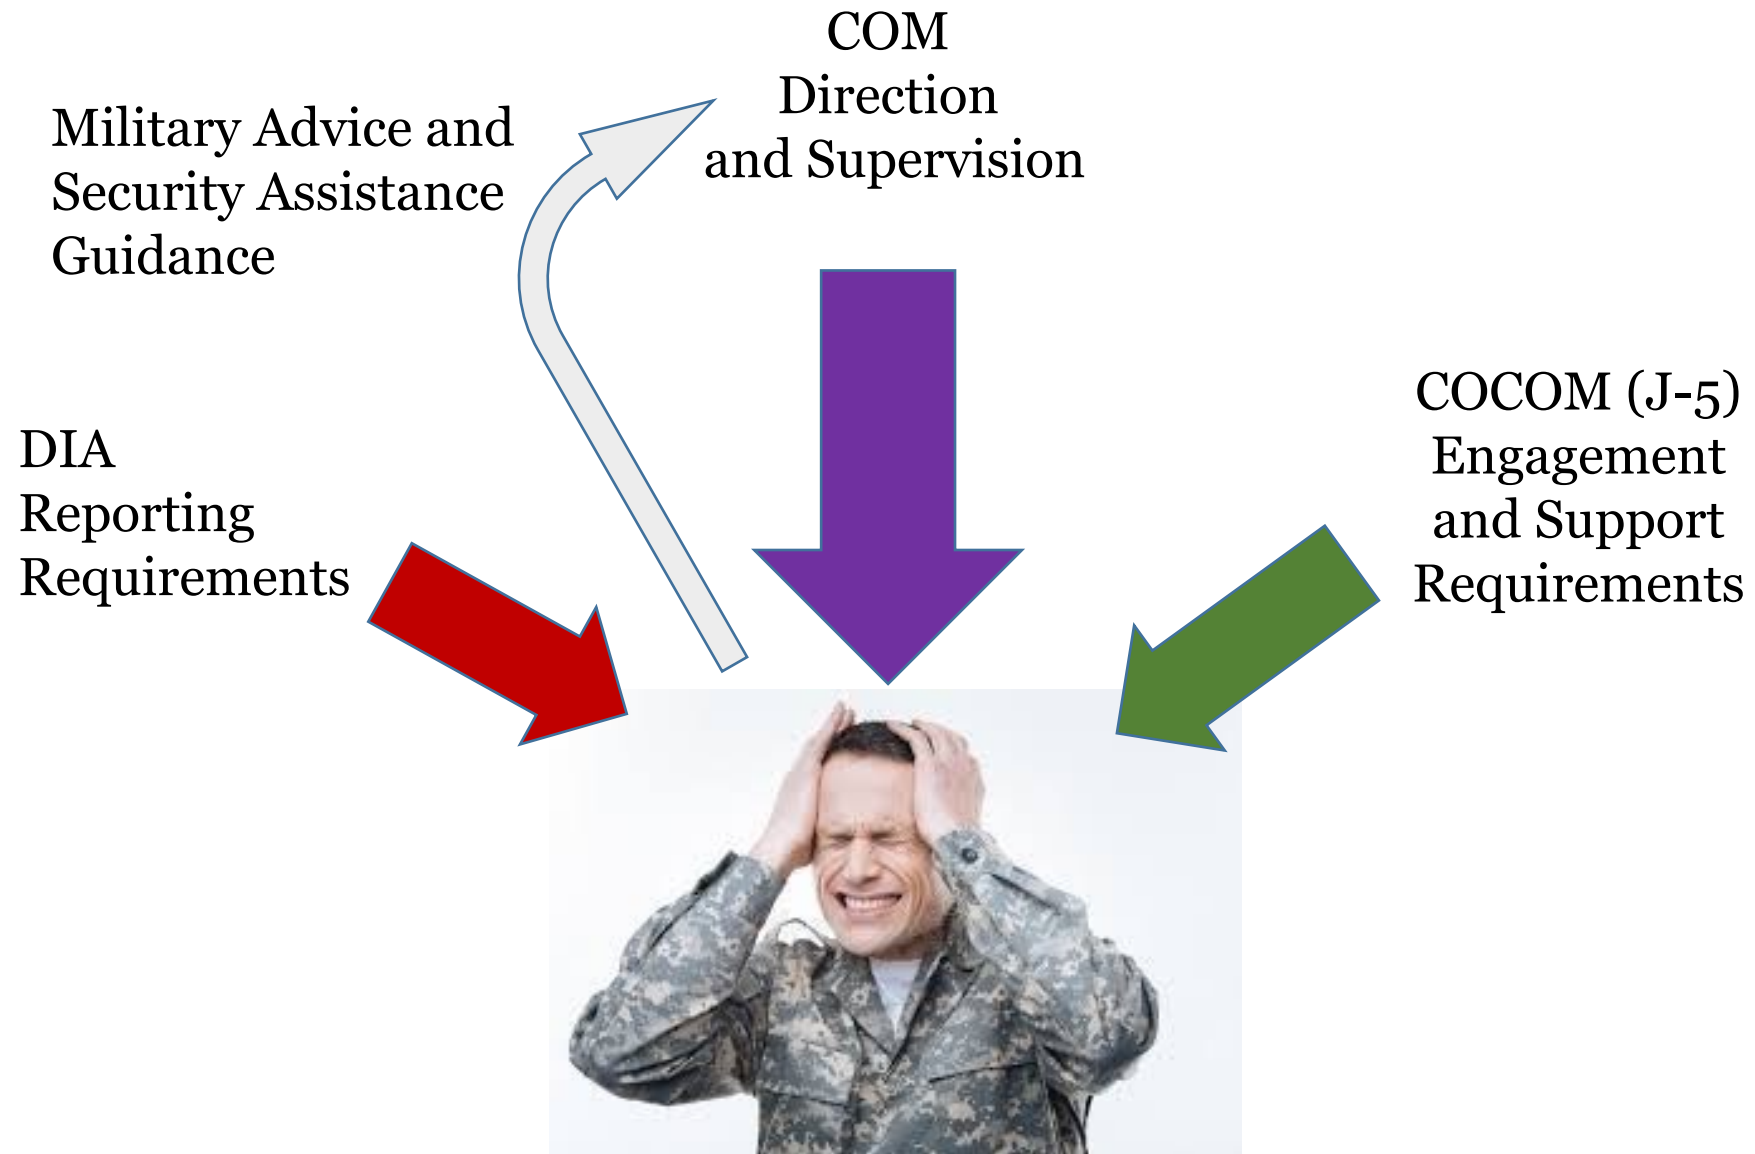 COM
Direction
and Supervision
Military Advice and
Security Assistance
Guidance
DIA
Reporting
Requirements
COCOM (J-5)
Engagement
and Support
Requirements